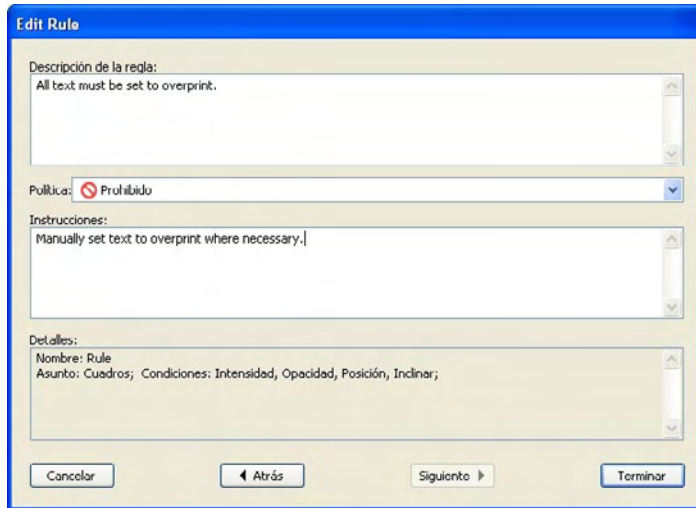 Edit Rule
Descripción de la regla:
All text must be set to overprint.
Política: Prohibido
Instrucciones:
Manually set text to overprint where necessary.
Detalles:
Nombre: Rule
Asunto: Cuadros; Condiciones: Intensidad, Opacidad, Posición, Inclinar;
Cancelar Atrás Siguiente Terminar